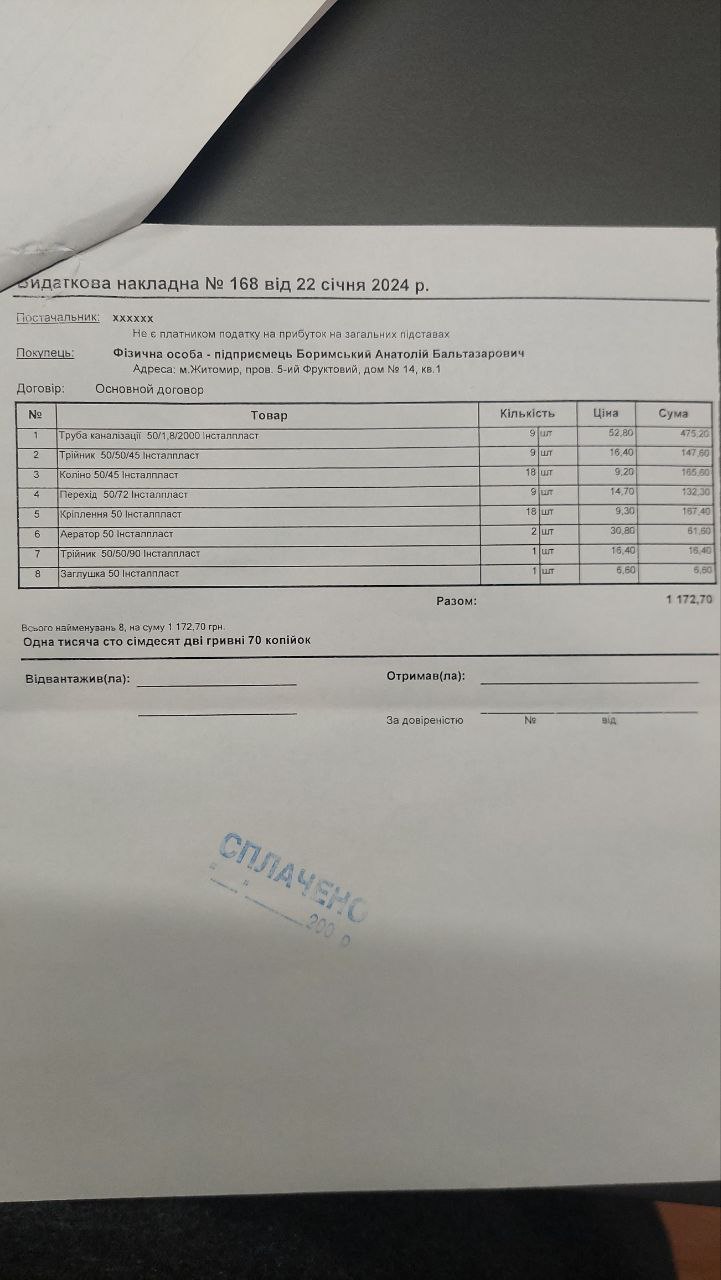 Видаткова накладна № 168 від 22 січня 2024 р.
Постачальник: xxxxxx
Не є платником податку на прибуток на загальних підставах
Покупець: Фізична особа - підприємець Боримський Анатолій Бальтазарович
Адреса: м.Житомир, пров. 5-ий Фруктовий, дом № 14, кв.1
Договір: Основной договор
№ Товар Кількість Ціна Сума
1 Труба каналізації 50/1,8/2000 Інсталпласт 9 шт 52,80 475,20
2 Трійник 50/50/45 Інсталпласт 9 шт 16,40 147,60
3 Коліно 50/45 Інсталпласт 18 шт 9,20 165,60
4 Перехід 50/72 Інсталпласт 9 шт 14,70 132,30
5 Кріплення 50 Інсталпласт 18 шт 9,30 167,40
6 Аератор 50 Інсталпласт 2 шт 30,80 61,60
7 Трійник 50/50/90 Інсталпласт 1 шт 16,40 16,40
8 Заглушка 50 Інсталпласт 1 шт 6,60 6,60
Разом: 1 172,70
Всього найменувань 8, на суму 1 172,70 грн.
Одна тисяча сто сімдесят дві гривні 70 копійок
Відвантажив(ла): Отримав(ла):
За довіреністю № від
СПЛАЧЕНО
" " 200 р